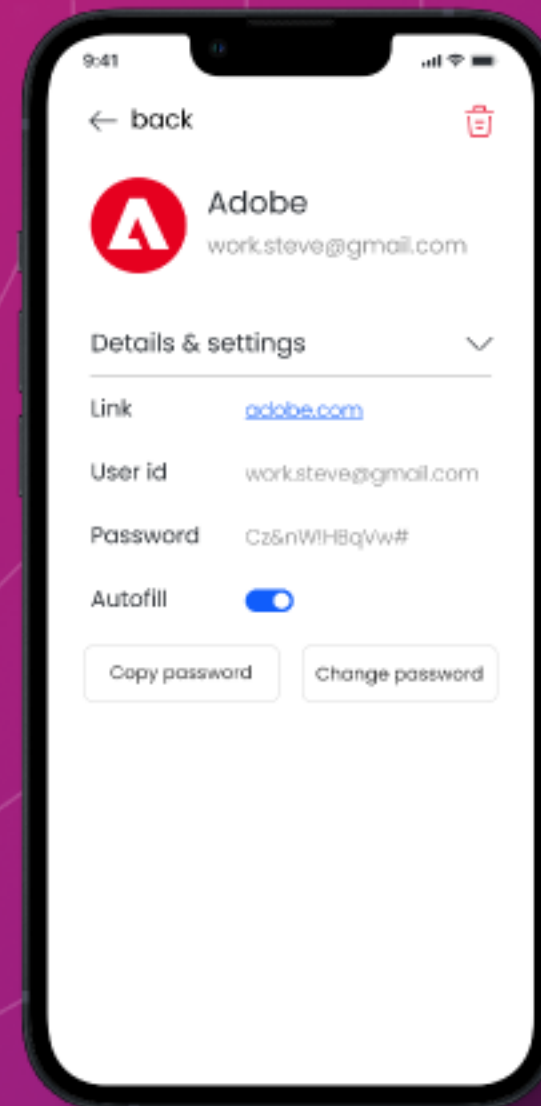 9:41
← back
Adobe
work.steve@gmail.com
Details & settings
Link adobe.com
User id work.steve@gmail.com
Password Cz&nW!H8qVw#
Autofill
Copy password Change password